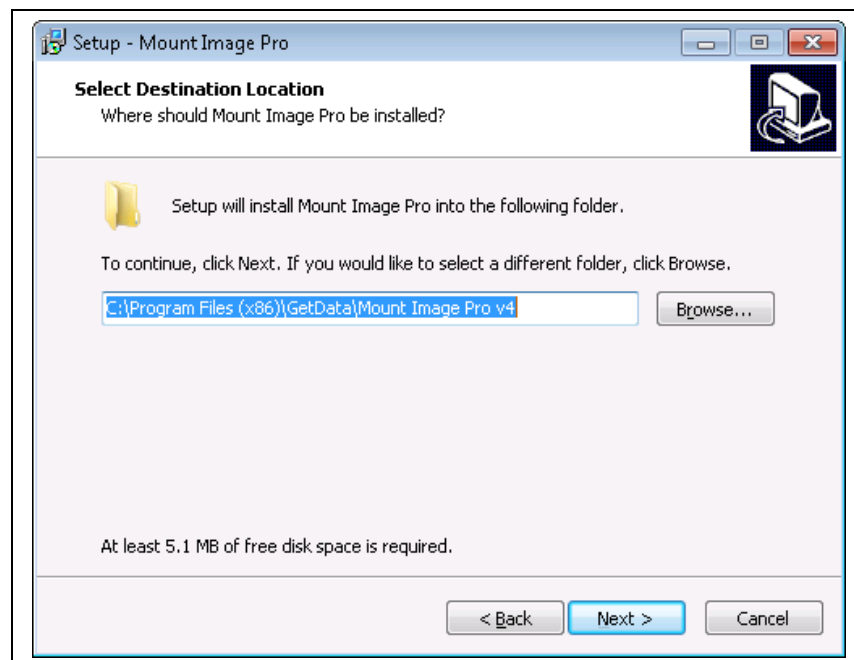 Setup - Mount Image Pro
Select Destination Location
Where should Mount Image Pro be installed?
Setup will install Mount Image Pro into the following folder.
To continue, click Next. If you would like to select a different folder, click Browse.
C:\Program Files (x86)\GetData\Mount Image Pro v4
Browse...
At least 5.1 MB of free disk space is required.
< Back
Next >
Cancel